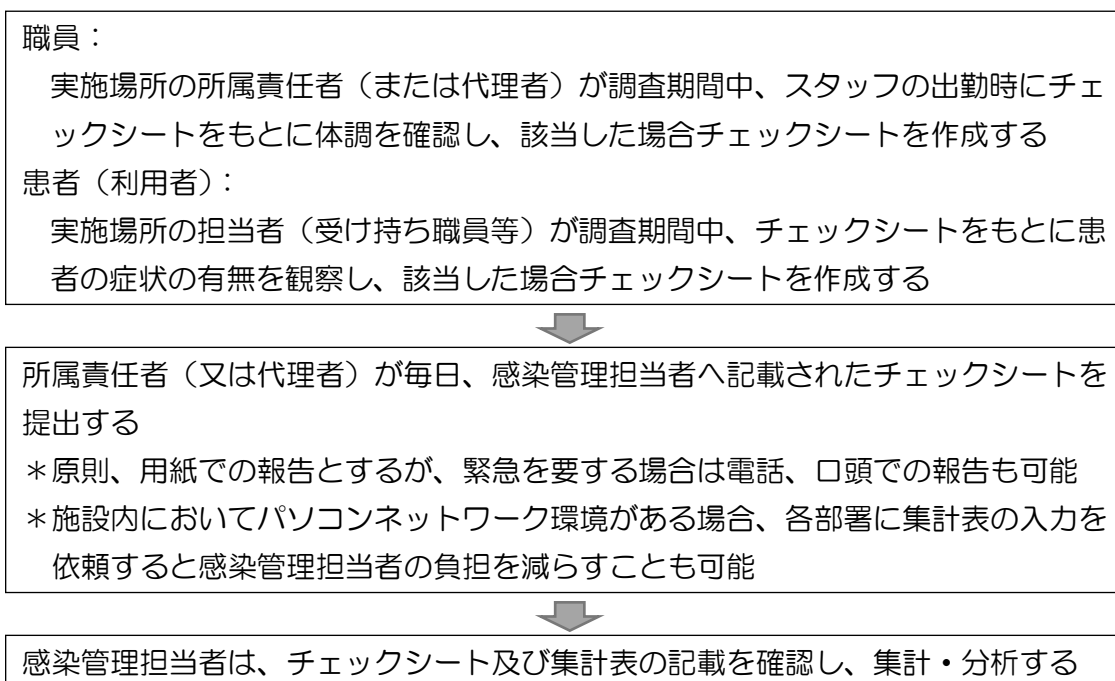 職員：
実施場所の所属責任者（または代理者）が調査期間中、スタッフの出勤時にチェ
ックシートをもとに体調を確認し、該当した場合チェックシートを作成する
患者（利用者）：
実施場所の担当者（受け持ち職員等）が調査期間中、チェックシートをもとに患
者の症状の有無を観察し、該当した場合チェックシートを作成する
所属責任者（又は代理者）が毎日、感染管理担当者へ記載されたチェックシートを
提出する
＊原則、用紙での報告とするが、緊急を要する場合は電話、口頭での報告も可能
＊施設内においてパソコンネットワーク環境がある場合、各部署に集計表の入力を
依頼すると感染管理担当者の負担を減らすことも可能
感染管理担当者は、チェックシート及び集計表の記載を確認し、集計・分析する